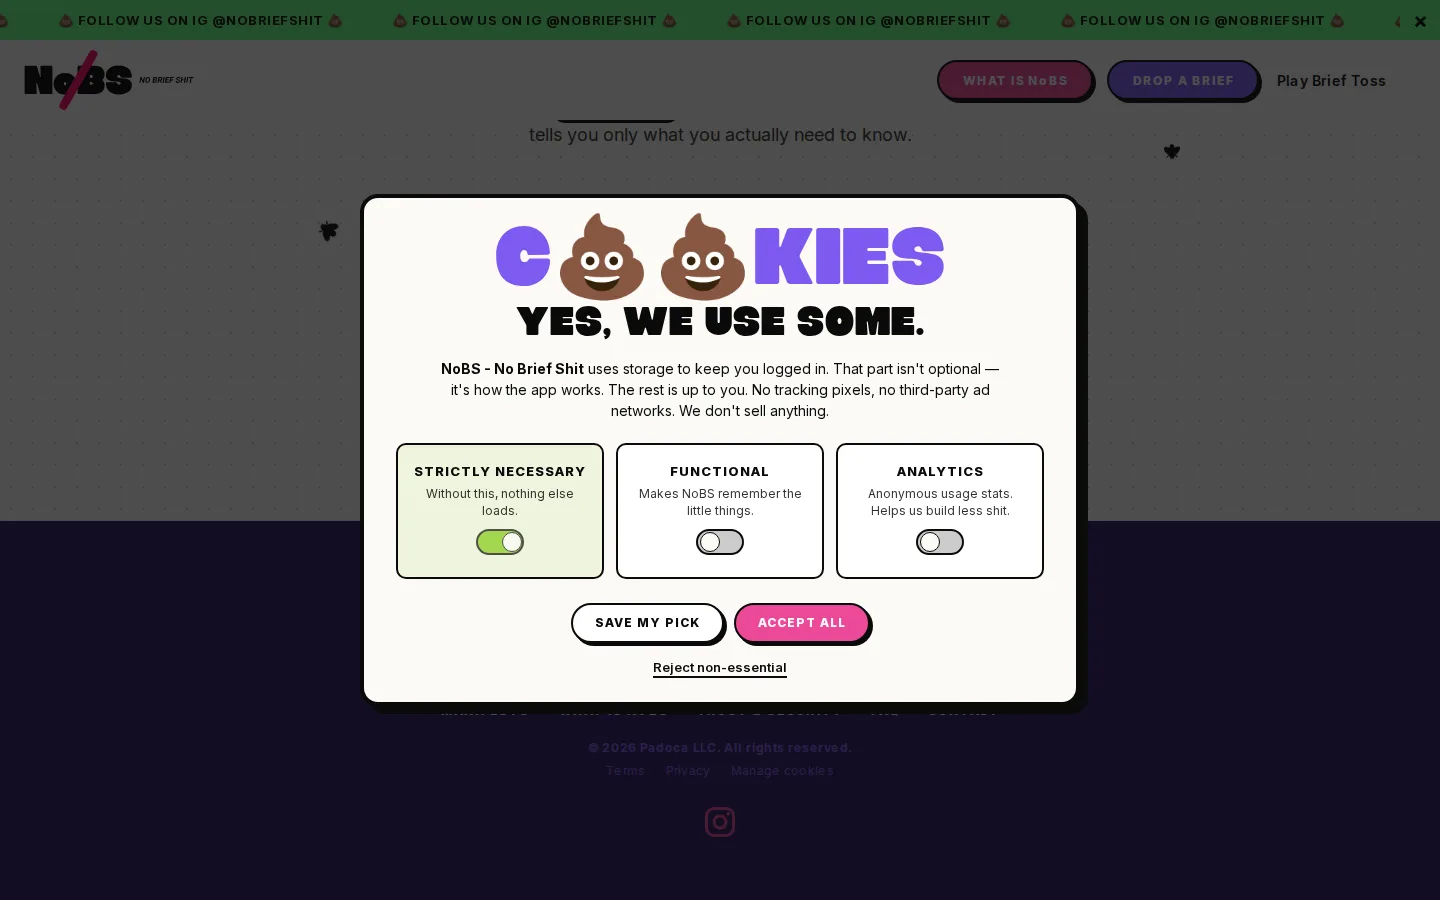 FOLLOW US ON IG @NOBRIEFSHIT FOLLOW US ON IG @NOBRIEFSHIT FOLLOW US ON IG @NOBRIEFSHIT FOLLOW US ON IG @NOBRIEFSHIT ×
NoBS NO BRIEF SHIT
WHAT IS NoBS
DROP A BRIEF
Play Brief Toss
tells you only what you actually need to know.
C💩💩KIES
YES, WE USE SOME.
NoBS - No Brief Shit uses storage to keep you logged in. That part isn't optional —
it's how the app works. The rest is up to you. No tracking pixels, no third-party ad
networks. We don't sell anything.
STRICTLY NECESSARY
Without this, nothing else
loads.
FUNCTIONAL
Makes NoBS remember the
little things.
ANALYTICS
Anonymous usage stats.
Helps us build less shit.
SAVE MY PICK
ACCEPT ALL
Reject non-essential
© 2026 Padoca LLC. All rights reserved.
Terms Privacy Manage cookies